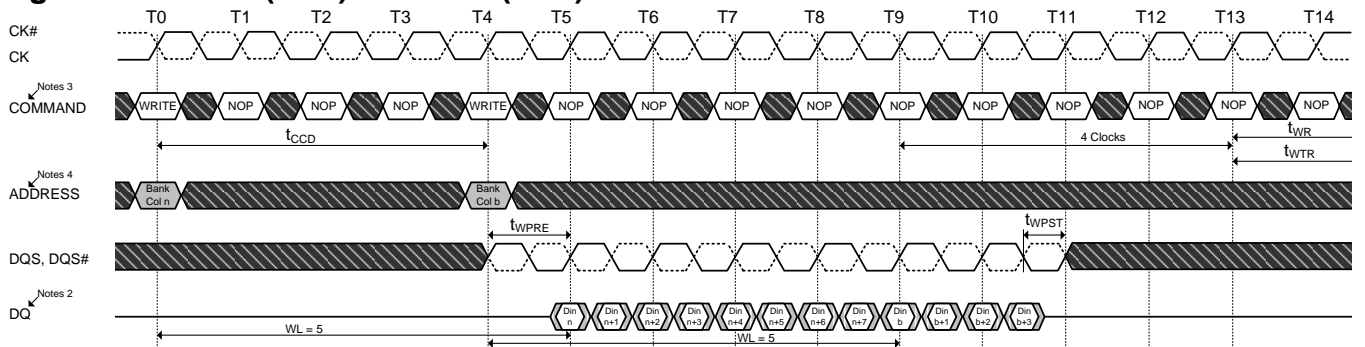 T0 T1 T2 T3 T4 T5 T6 T7 T8 T9 T10 T11 T12 T13 T14
CK#
CK
Notes 3
COMMAND
WRITE NOP NOP NOP WRITE NOP NOP NOP NOP NOP NOP NOP NOP NOP NOP
tCCD
4 Clocks
tWR
tWTR
Notes 4
ADDRESS
Bank Col n
Bank Col b
tWPRE
tWPST
DQS, DQS#
Notes 2
DQ
Din n Din n+1 Din n+2 Din n+3 Din n+4 Din n+5 Din n+6 Din n+7 Din b Din b+1 Din b+2 Din b+3
WL = 5
WL = 5